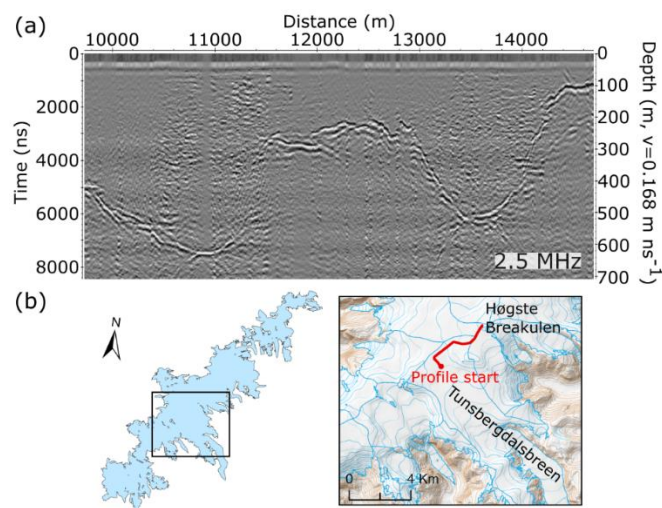 (a)
Distance (m)
10000 11000 12000 13000 14000
0
2000
4000
6000
8000
Time (ns)
0
100
200
300
400
500
600
700
Depth (m, v=0.168 m ns⁻¹)
2.5 MHz
(b)
N
Høgste
Breakulen
Profile start
Tunsbergdalsbreen
0 4 Km